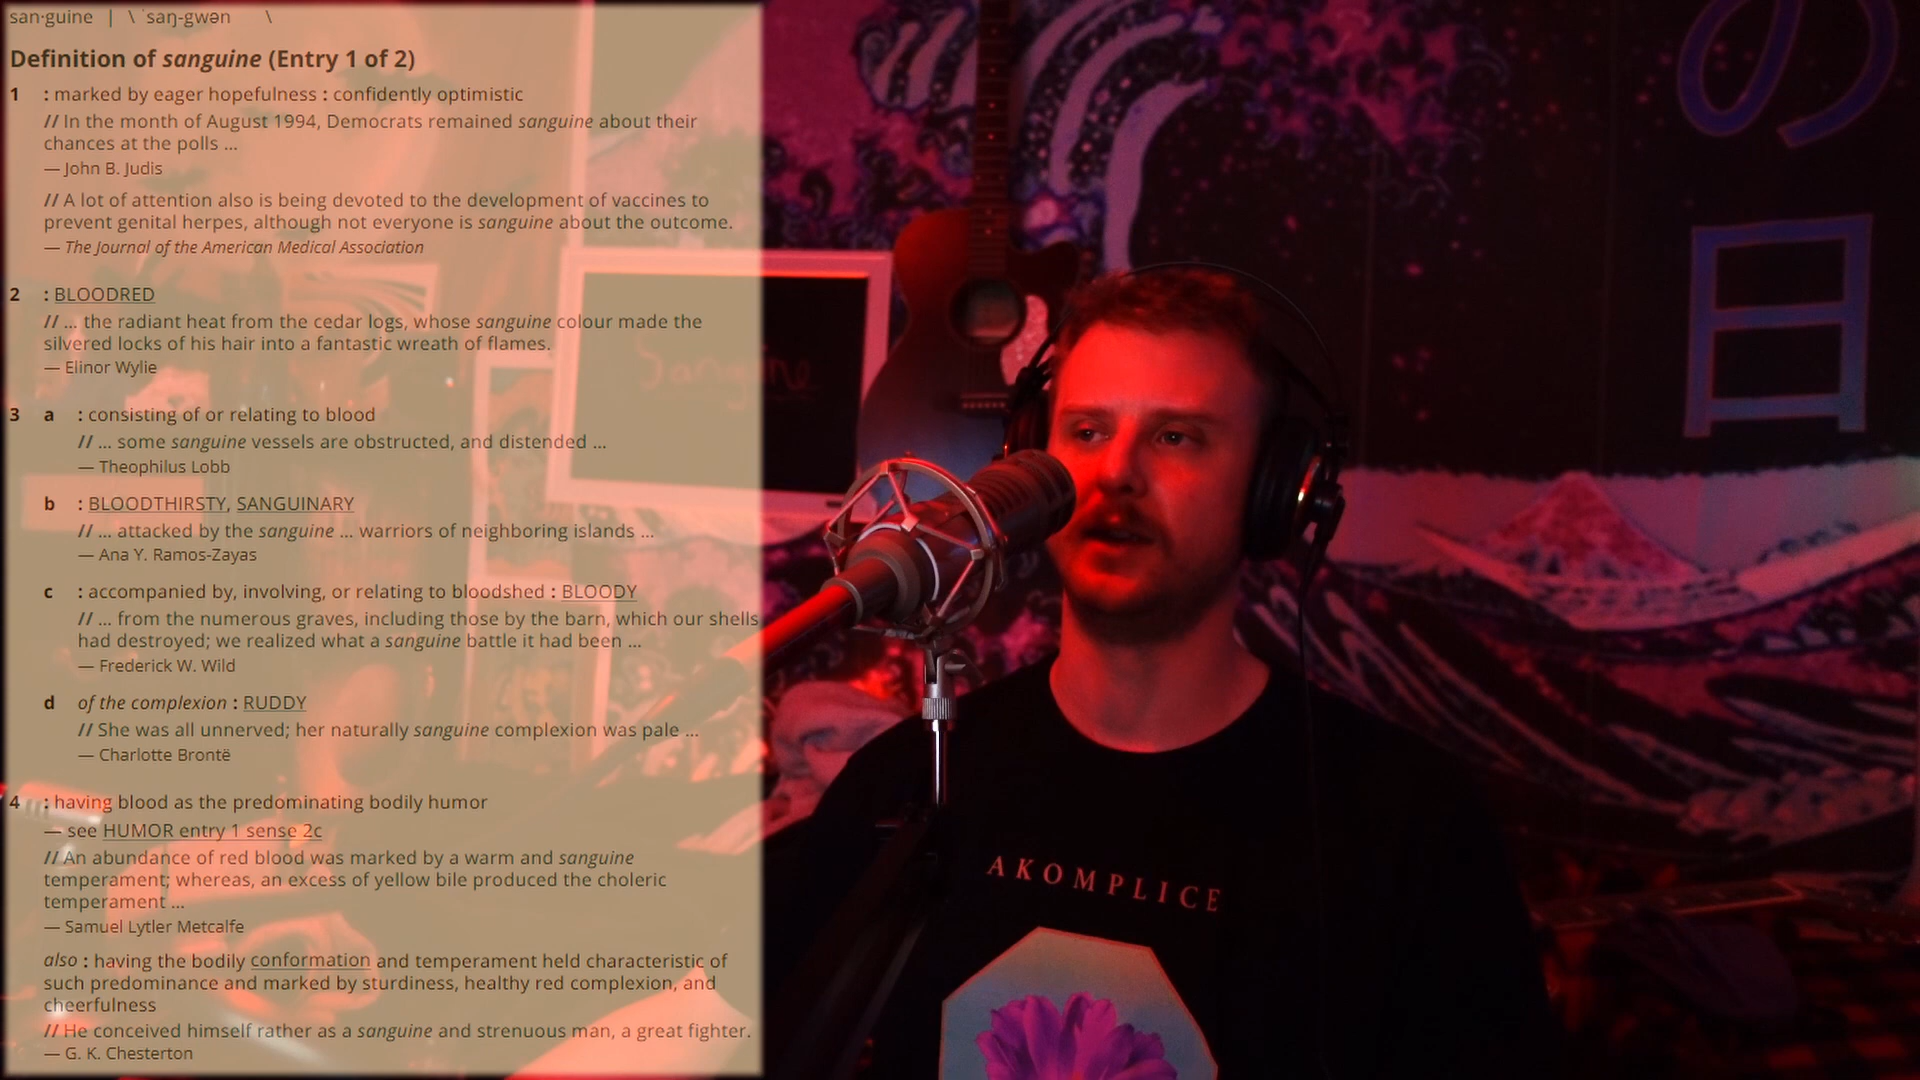 san·guine | \ ˈsaŋ-gwən \
Definition of sanguine (Entry 1 of 2)
1 : marked by eager hopefulness : confidently optimistic
// In the month of August 1994, Democrats remained sanguine about their
chances at the polls ...
— John B. Judis
// A lot of attention also is being devoted to the development of vaccines to
prevent genital herpes, although not everyone is sanguine about the outcome.
— The Journal of the American Medical Association
2 : BLOODRED
// ... the radiant heat from the cedar logs, whose sanguine colour made the
silvered locks of his hair into a fantastic wreath of flames.
— Elinor Wylie
3 a : consisting of or relating to blood
// ... some sanguine vessels are obstructed, and distended ...
— Theophilus Lobb
b : BLOODTHIRSTY, SANGUINARY
// ... attacked by the sanguine ... warriors of neighboring islands ...
— Ana Y. Ramos-Zayas
c : accompanied by, involving, or relating to bloodshed : BLOODY
// ... from the numerous graves, including those by the barn, which our shells
had destroyed; we realized what a sanguine battle it had been ...
— Frederick W. Wild
d of the complexion : RUDDY
// She was all unnerved; her naturally sanguine complexion was pale ...
— Charlotte Brontë
4 : having blood as the predominating bodily humor
— see HUMOR entry 1 sense 2c
// An abundance of red blood was marked by a warm and sanguine
temperament; whereas, an excess of yellow bile produced the choleric
temperament ...
— Samuel Lytler Metcalfe
also : having the bodily conformation and temperament held characteristic of
such predominance and marked by sturdiness, healthy red complexion, and
cheerfulness
// He conceived himself rather as a sanguine and strenuous man, a great fighter.
— G. K. Chesterton
Sanguine
の
日
AKOMPLICE